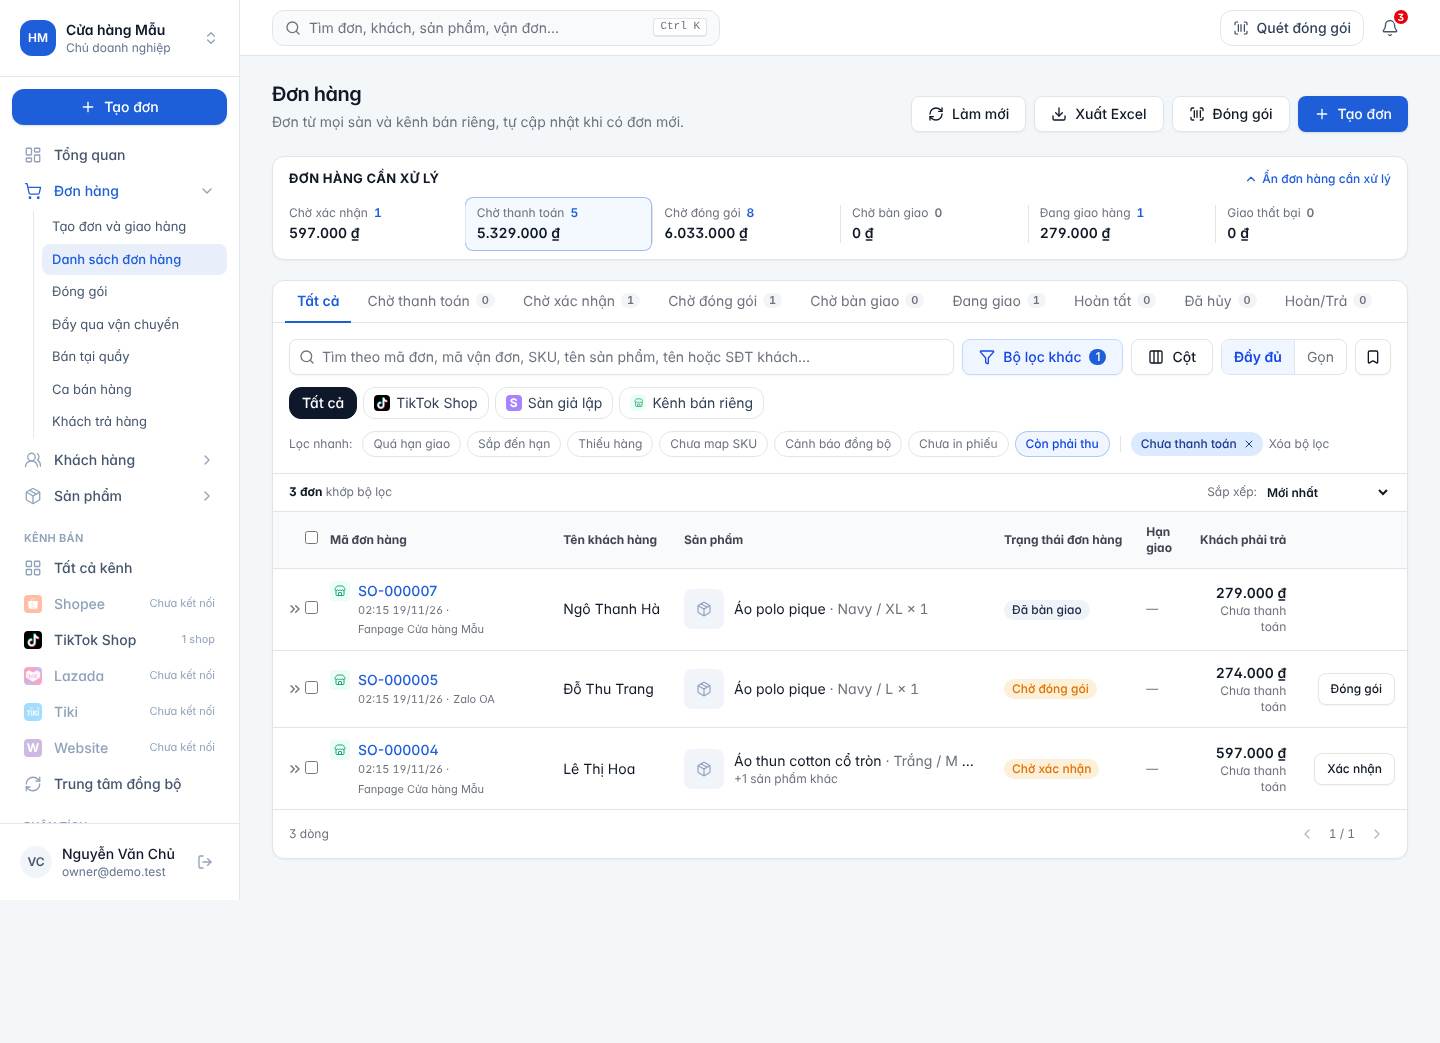 HM
Cửa hàng Mẫu
Chủ doanh nghiệp
Tạo đơn
Tổng quan
Đơn hàng
Tạo đơn và giao hàng
Danh sách đơn hàng
Đóng gói
Đẩy qua vận chuyển
Bán tại quầy
Ca bán hàng
Khách trả hàng
Khách hàng
Sản phẩm
KÊNH BÁN
Tất cả kênh
Shopee Chưa kết nối
TikTok Shop 1 shop
Lazada Chưa kết nối
Tiki Chưa kết nối
W Website Chưa kết nối
Trung tâm đồng bộ
VC
Nguyễn Văn Chủ
owner@demo.test
Tìm đơn, khách, sản phẩm, vận đơn... Ctrl K
Quét đóng gói
3
Đơn hàng
Đơn từ mọi sàn và kênh bán riêng, tự cập nhật khi có đơn mới.
Làm mới Xuất Excel Đóng gói Tạo đơn
ĐƠN HÀNG CẦN XỬ LÝ
Ẩn đơn hàng cần xử lý
Chờ xác nhận 1
597.000 ₫
Chờ thanh toán 5
5.329.000 ₫
Chờ đóng gói 8
6.033.000 ₫
Chờ bàn giao 0
0 ₫
Đang giao hàng 1
279.000 ₫
Giao thất bại 0
0 ₫
Tất cả Chờ thanh toán 0 Chờ xác nhận 1 Chờ đóng gói 1 Chờ bàn giao 0 Đang giao 1 Hoàn tất 0 Đã hủy 0 Hoàn/Trả 0
Tìm theo mã đơn, mã vận đơn, SKU, tên sản phẩm, tên hoặc SĐT khách... Bộ lọc khác 1 Cột Đầy đủ Gọn
Tất cả TikTok Shop S Sàn giả lập Kênh bán riêng
Lọc nhanh: Quá hạn giao Sắp đến hạn Thiếu hàng Chưa map SKU Cảnh báo đồng bộ Chưa in phiếu Còn phải thu Chưa thanh toán Xóa bộ lọc
3 đơn khớp bộ lọc
Sắp xếp: Mới nhất
Mã đơn hàng Tên khách hàng Sản phẩm Trạng thái đơn hàng Hạn giao Khách phải trả
SO-000007
02:15 19/11/26 ·
Fanpage Cửa hàng Mẫu
Ngô Thanh Hà
Áo polo pique · Navy / XL × 1
Đã bàn giao
—
279.000 ₫
Chưa thanh
toán
SO-000005
02:15 19/11/26 · Zalo OA
Đỗ Thu Trang
Áo polo pique · Navy / L × 1
Chờ đóng gói
—
274.000 ₫
Chưa thanh
toán
Đóng gói
SO-000004
02:15 19/11/26 ·
Fanpage Cửa hàng Mẫu
Lê Thị Hoa
Áo thun cotton cổ tròn · Trắng / M ...
+1 sản phẩm khác
Chờ xác nhận
—
597.000 ₫
Chưa thanh
toán
Xác nhận
3 dòng
1 / 1